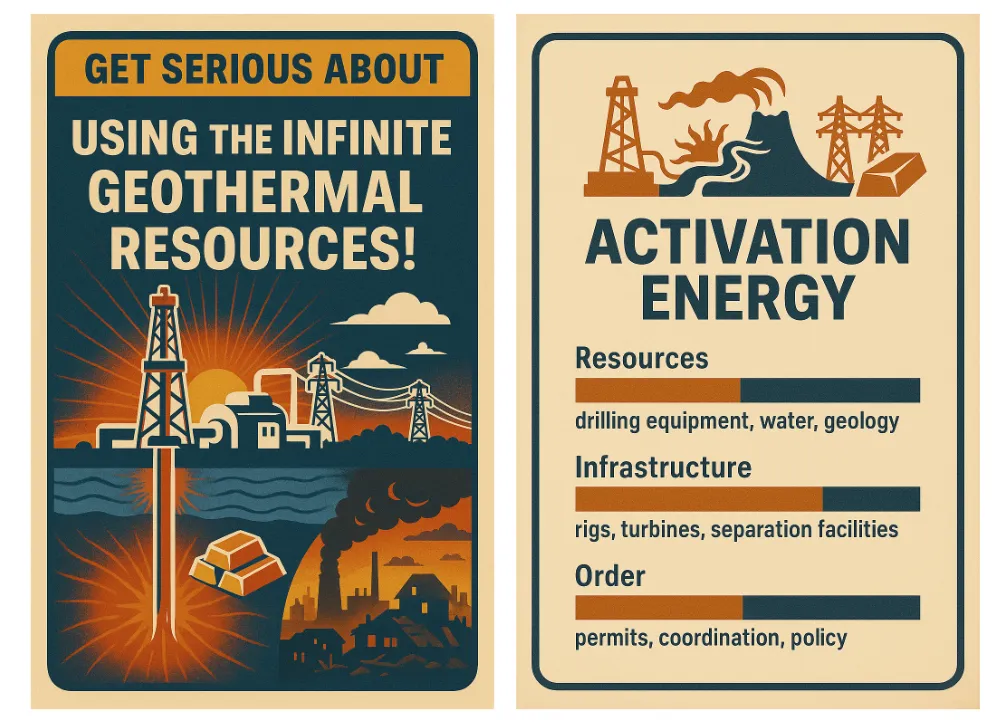 GET SERIOUS ABOUT
USING THE INFINITE
GEOTHERMAL
RESOURCES!
ACTIVATION
ENERGY
Resources
drilling equipment, water, geology
Infrastructure
rigs, turbines, separation facilities
Order
permits, coordination, policy